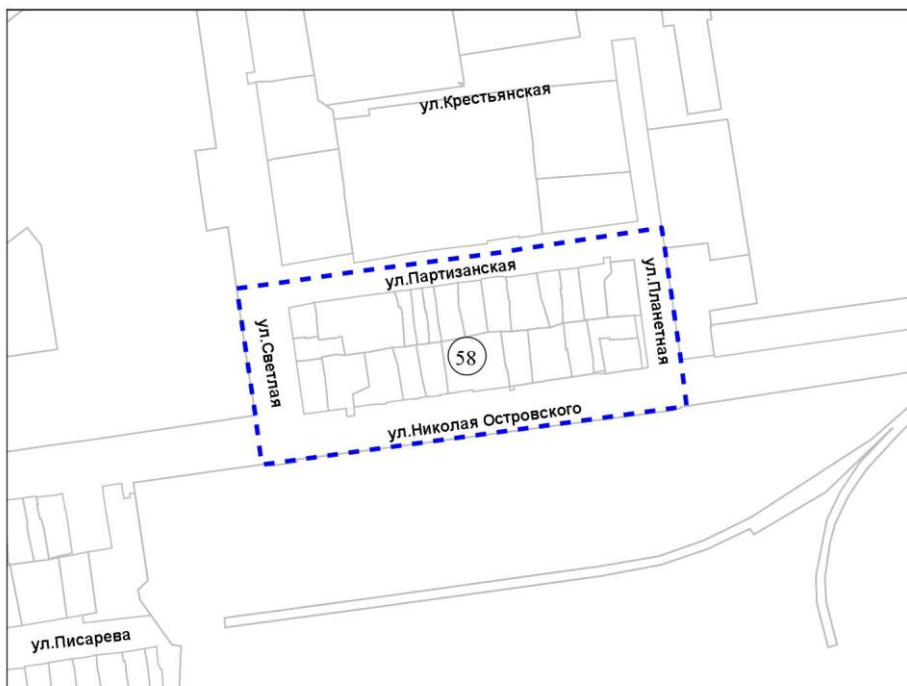 ул.Крестьянская
ул.Партизанская
ул.Планетная
ул.Светлая
58
ул.Николая Островского
ул.Писарева